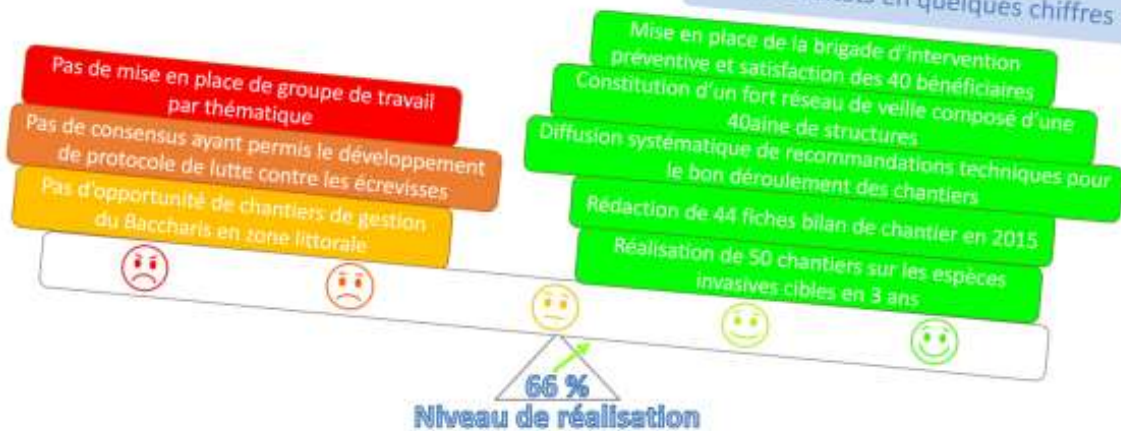 en quelques chiffres
Pas de mise en place de groupe de travail
par thématique
Pas de consensus ayant permis le développement
de protocole de lutte contre les écrevisses
Pas d'opportunité de chantiers de gestion
du Baccharis en zone littorale
Mise en place de la brigade d'intervention
préventive et satisfaction des 40 bénéficiaires
Constitution d'un fort réseau de veille composé d'une
40aine de structures
Diffusion systématique de recommandations techniques pour
le bon déroulement des chantiers
Rédaction de 44 fiches bilan de chantier en 2015
Réalisation de 50 chantiers sur les espèces
invasives cibles en 3 ans
66 %
Niveau de réalisation